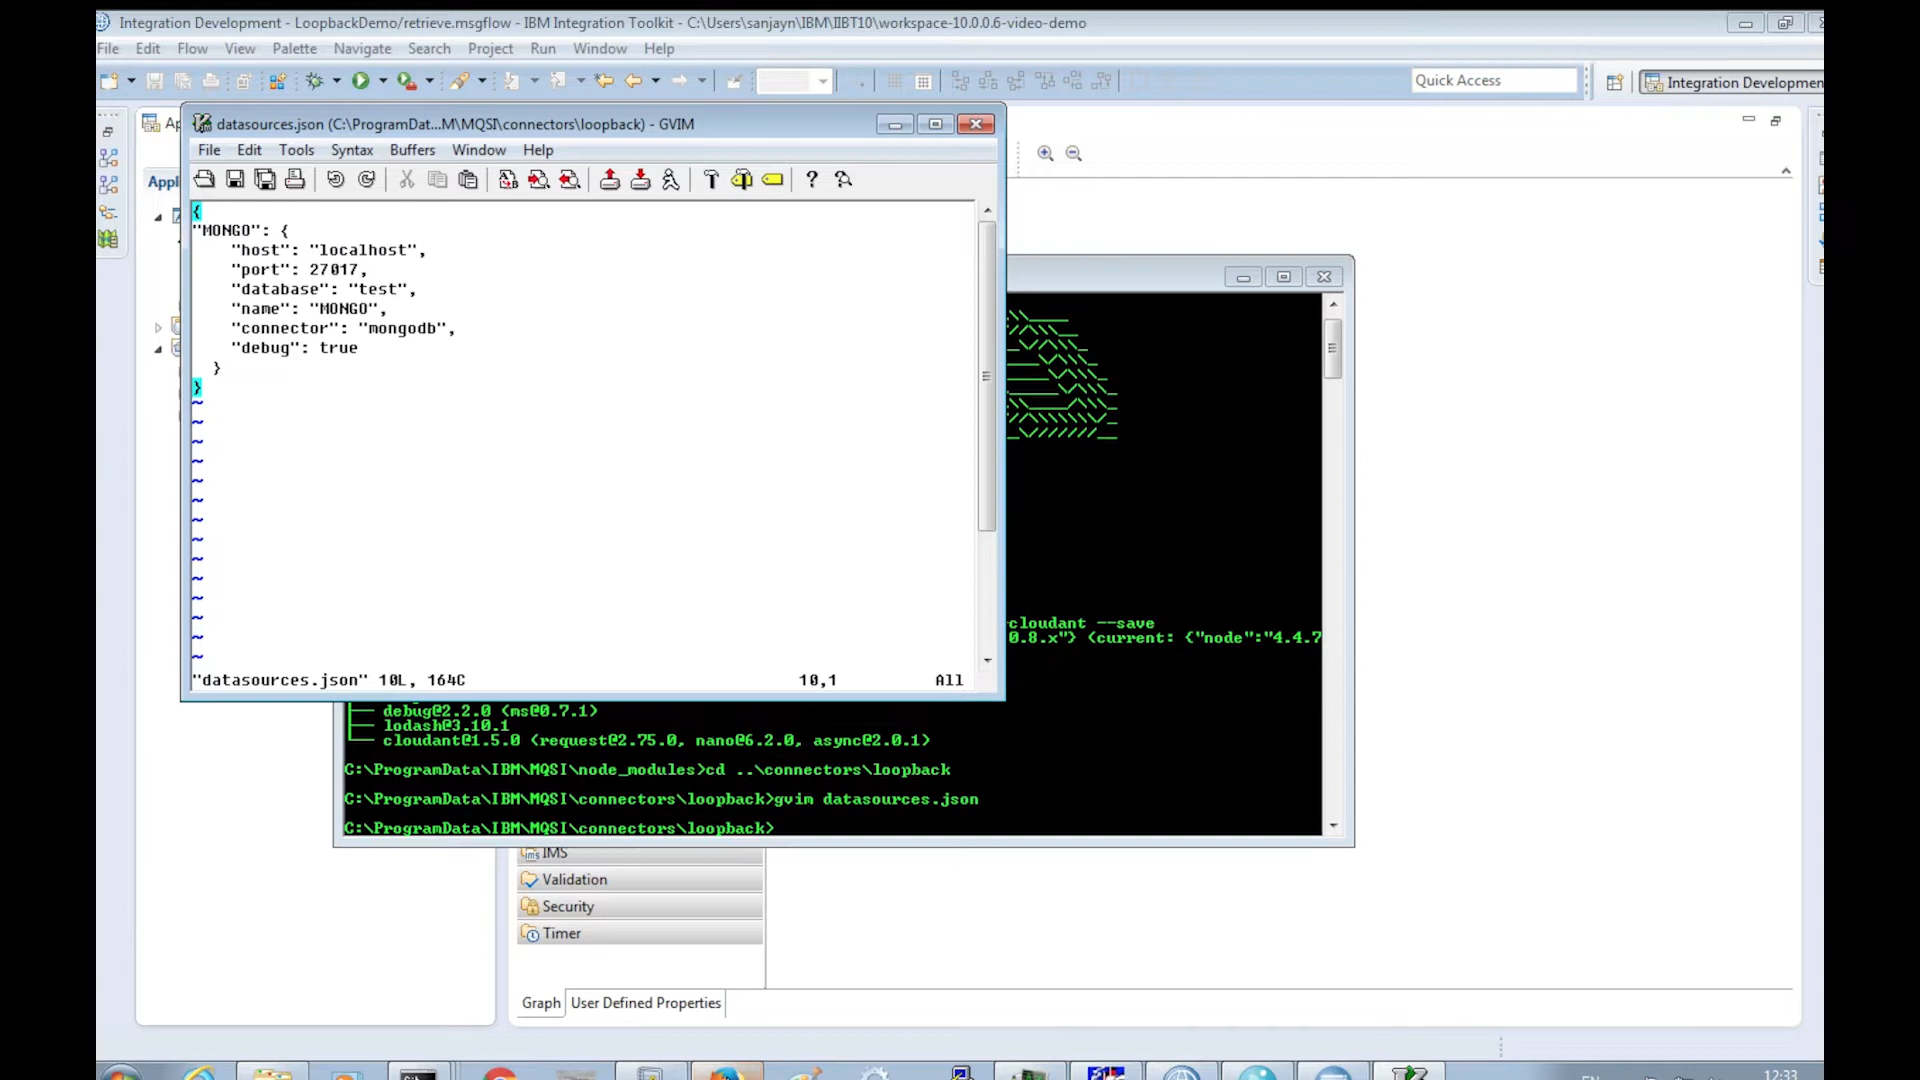 Integration Development - LoopbackDemo/retrieve.msgflow - IBM Integration Toolkit - C:\Users\sanjayn\IBM\IIBT10\workspace-10.0.0.6-video-demo
File Edit Flow View Palette Navigate Search Project Run Window Help
Quick Access
Integration Developmen
Ap
Appl
datasources.json (C:\ProgramDat...M\MQSI\connectors\loopback) - GVIM
File Edit Tools Syntax Buffers Window Help
{
"MONGO": {
"host": "localhost",
"port": 27017,
"database": "test",
"name": "MONGO",
"connector": "mongodb",
"debug": true
}
}
~
~
~
~
~
~
~
~
~
~
~
~
~
~
"datasources.json" 10L, 164C 10,1 All
cloudant --save
0.8.x"} (current: {"node":"4.4.7
debug@2.2.0 (ms@0.7.1)
lodash@3.10.1
cloudant@1.5.0 (request@2.75.0, nano@6.2.0, async@2.0.1)
C:\ProgramData\IBM\MQSI\node_modules>cd ..\connectors\loopback
C:\ProgramData\IBM\MQSI\connectors\loopback>gvim datasources.json
C:\ProgramData\IBM\MQSI\connectors\loopback>
IMS
Validation
Security
Timer
Graph User Defined Properties
12:33